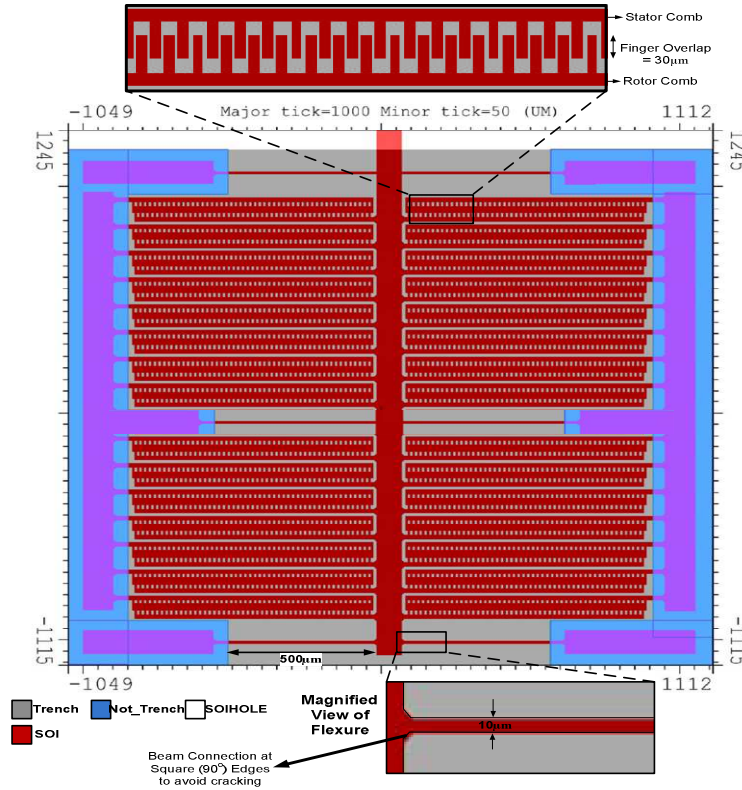 Stator Comb
Finger Overlap
= 30μm
Rotor Comb
-1049 Major tick=1000 Minor tick=50 (UM) 1112
1245
1245
-1115
-1115
500μm
-1049
1112
Trench
Not_Trench
SOIHOLE
SOI
Magnified
View of
Flexure
10μm
Beam Connection at
Square (90°) Edges
to avoid cracking